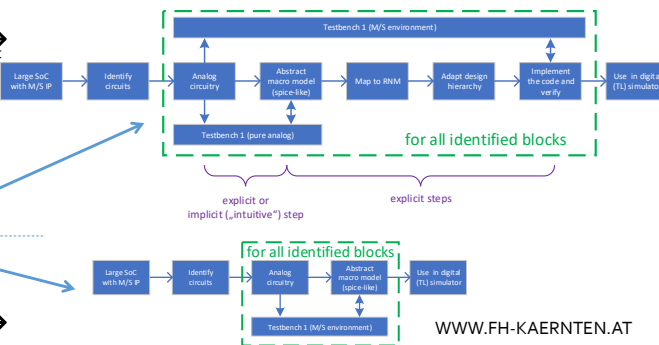 Testbench 1 (M/S environment)
Large SoC
with M/S IP
Identify
circuits
Analog
circuitry
Abstract
macro model
(spice-like)
Map to RNM
Adapt design
hierarchy
Implement
the code and
verify
Use in digital
(TL) simulator
Testbench 1 (pure analog)
for all identified blocks
explicit or
implicit („intuitive") step
explicit steps
for all identified blocks
Large SoC
with M/S IP
Identify
circuits
Analog
circuitry
Abstract
macro model
(spice-like)
Use in digital
(TL) simulator
Testbench 1 (M/S environment)
WWW.FH-KAERNTEN.AT